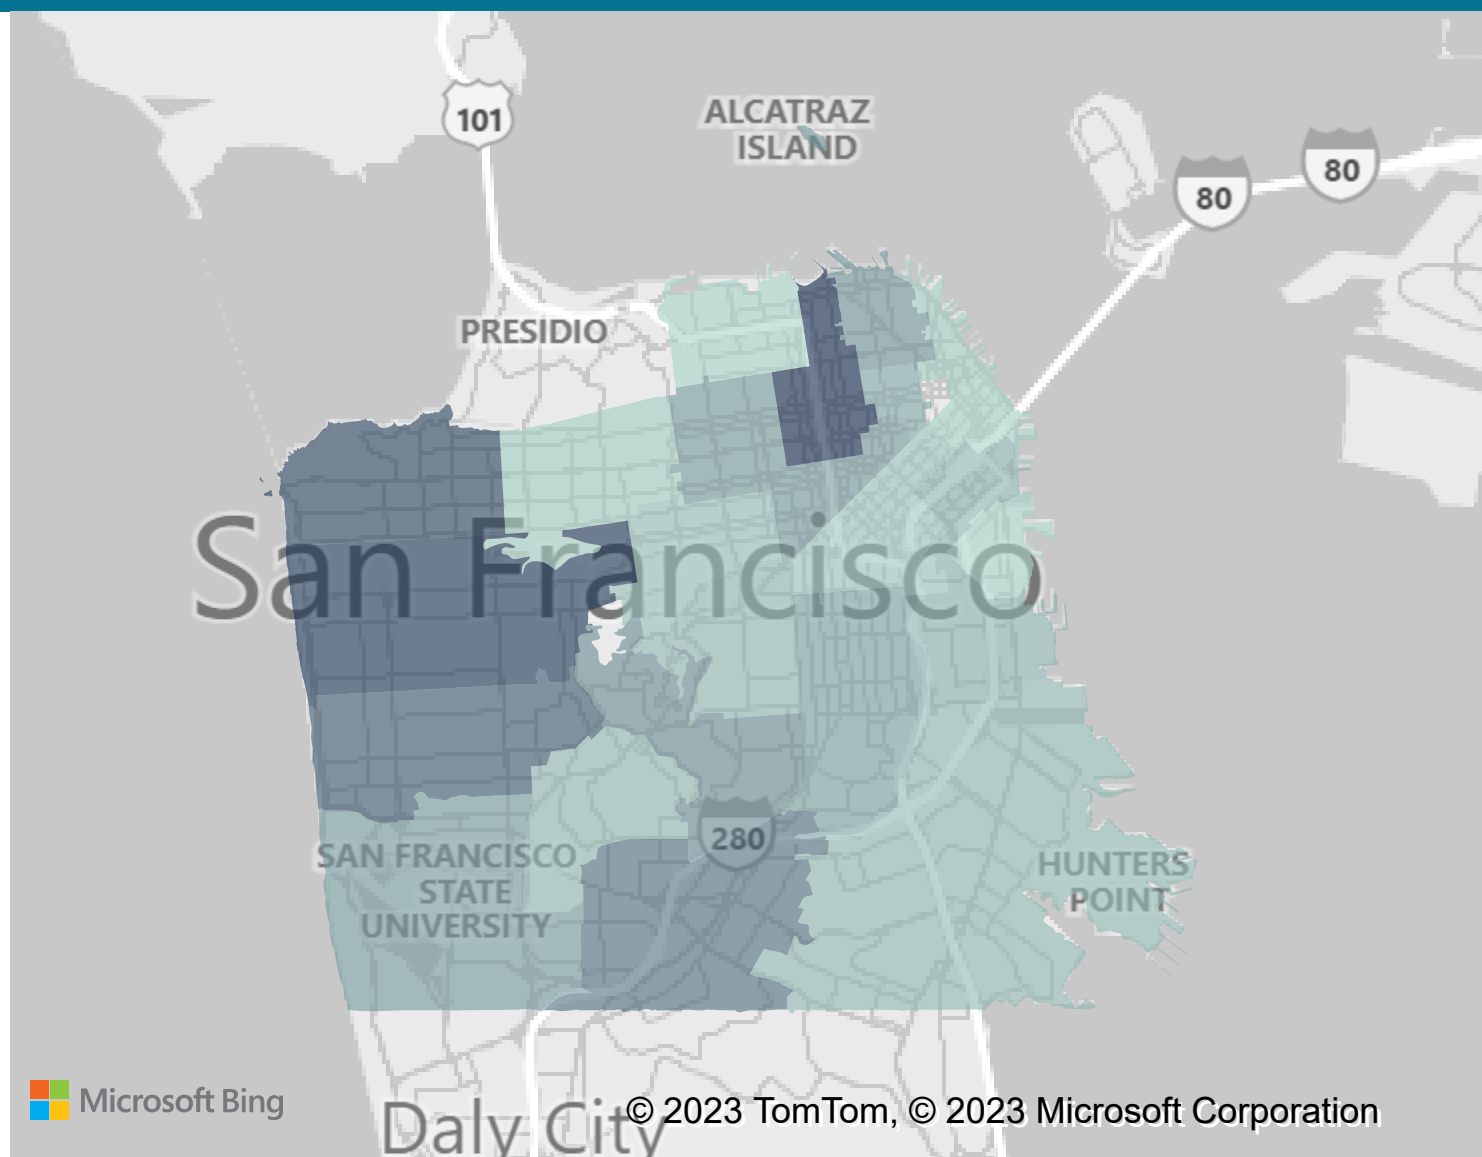 101
ALCATRAZ
ISLAND
80
80
PRESIDIO
San Francisco
280
SAN FRANCISCO
STATE
UNIVERSITY
HUNTERS
POINT
Microsoft Bing
Daly City
© 2023 TomTom, © 2023 Microsoft Corporation